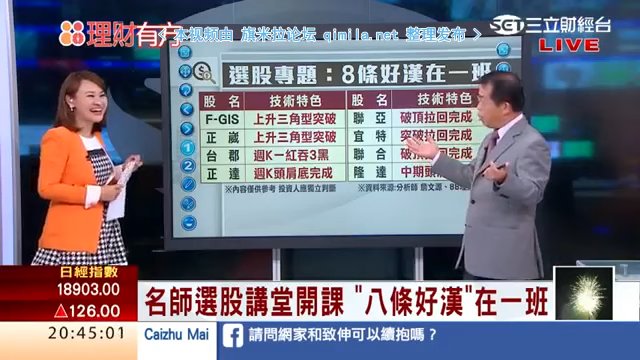 理財有方
< 本视频由 旗米拉论坛 qimila.net 整理发布 >
SET三立財經台
LIVE
選股專題：8條好漢在一班
股 名 技術特色 股 名 技術特色
F-GIS 上升三角型突破 聯亞 破頂拉回完成
正崴 上升三角型突破 宜特 突破拉回完成
台郡 週K一紅吞3黑 聯合
正達 週K頭肩底完成 隆達 中期頭
※內容僅供參考 投資人應獨立判斷 ※資料來源:分析師 詹文源、
日經指數
18903.00
△126.00
名師選股講堂開課 "八條好漢"在一班
20:45:01 Caizhu Mai 請問網家和致伸可以續抱嗎？